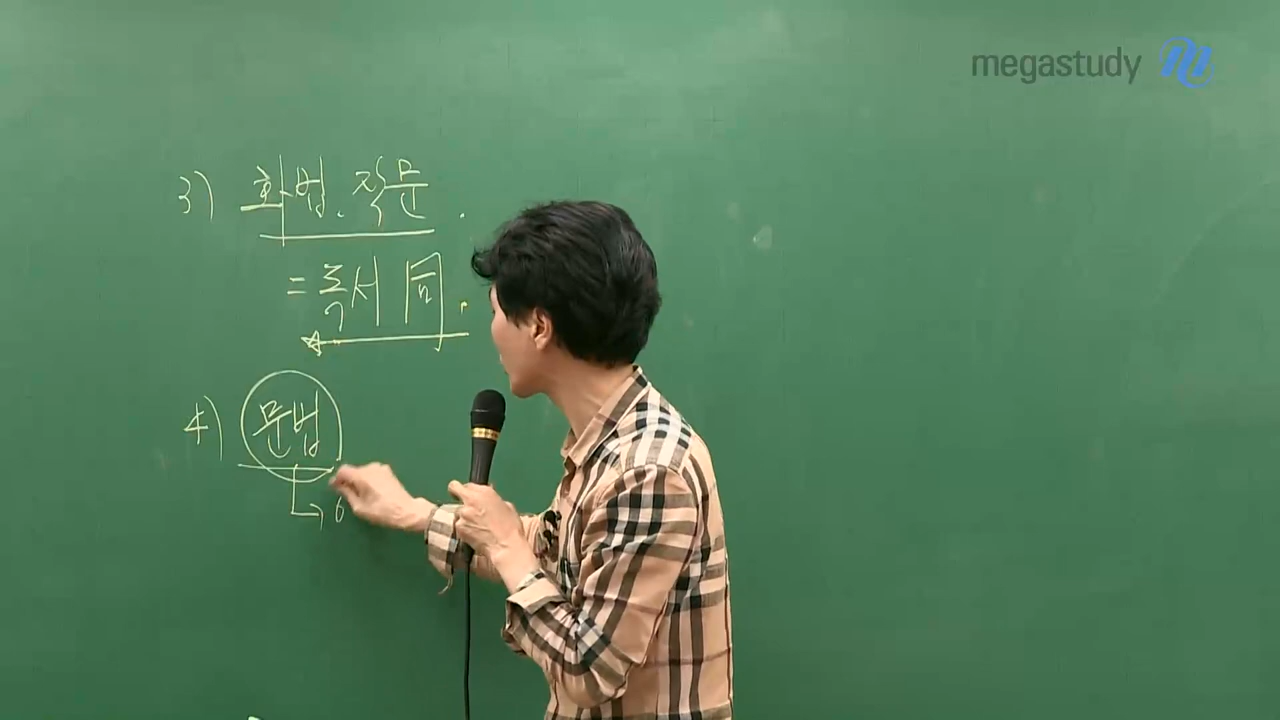 megastudy
3) 화법. 작문.
= 독서 同.
4) 문법